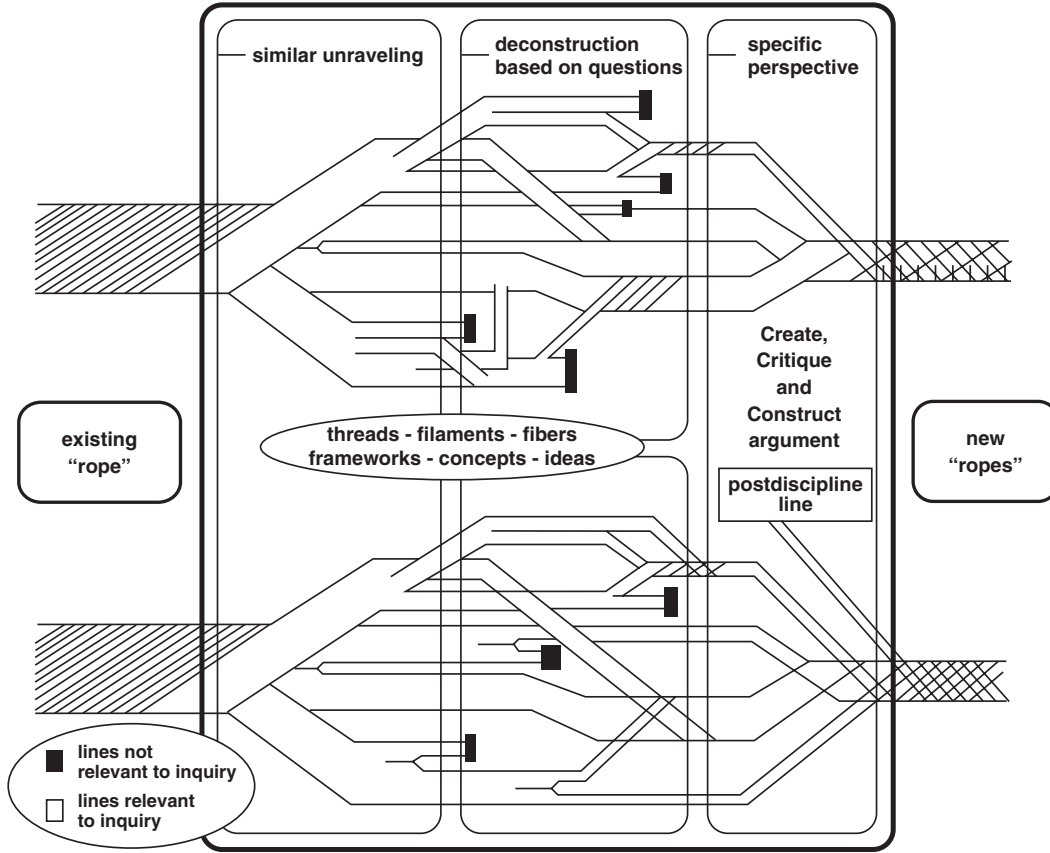 similar unraveling
deconstruction
based on questions
specific
perspective
Create,
Critique
and
Construct
argument
existing
“rope”
threads - filaments - fibers
frameworks - concepts - ideas
new
“ropes”
postdiscipline
line
lines not
relevant to inquiry
lines relevant
to inquiry